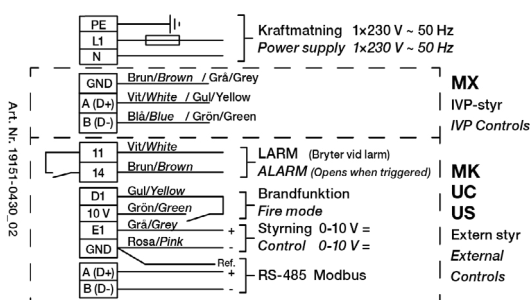 PE
L1
N
Kraftmatning 1×230 V ~ 50 Hz
Power supply 1×230 V ~ 50 Hz
GND Brun/Brown / Grå/Grey
A (D+) Vit/White / Gul/Yellow
B (D-) Blå/Blue / Grön/Green
MX
IVP-styr
IVP Controls
11 Vit/White
14 Brun/Brown
LARM (Bryter vid larm)
ALARM (Opens when triggered)
D1 Gul/Yellow
10 V Grön/Green
Brandfunktion
Fire mode
E1 Grå/Grey +
GND Rosa/Pink -
Styrning 0-10 V =
Control 0-10 V =
Ref.
A (D+) +
B (D-) -
RS-485 Modbus
MK
UC
US
Extern styr
External
Controls
Art. Nr. 19151-0430_02